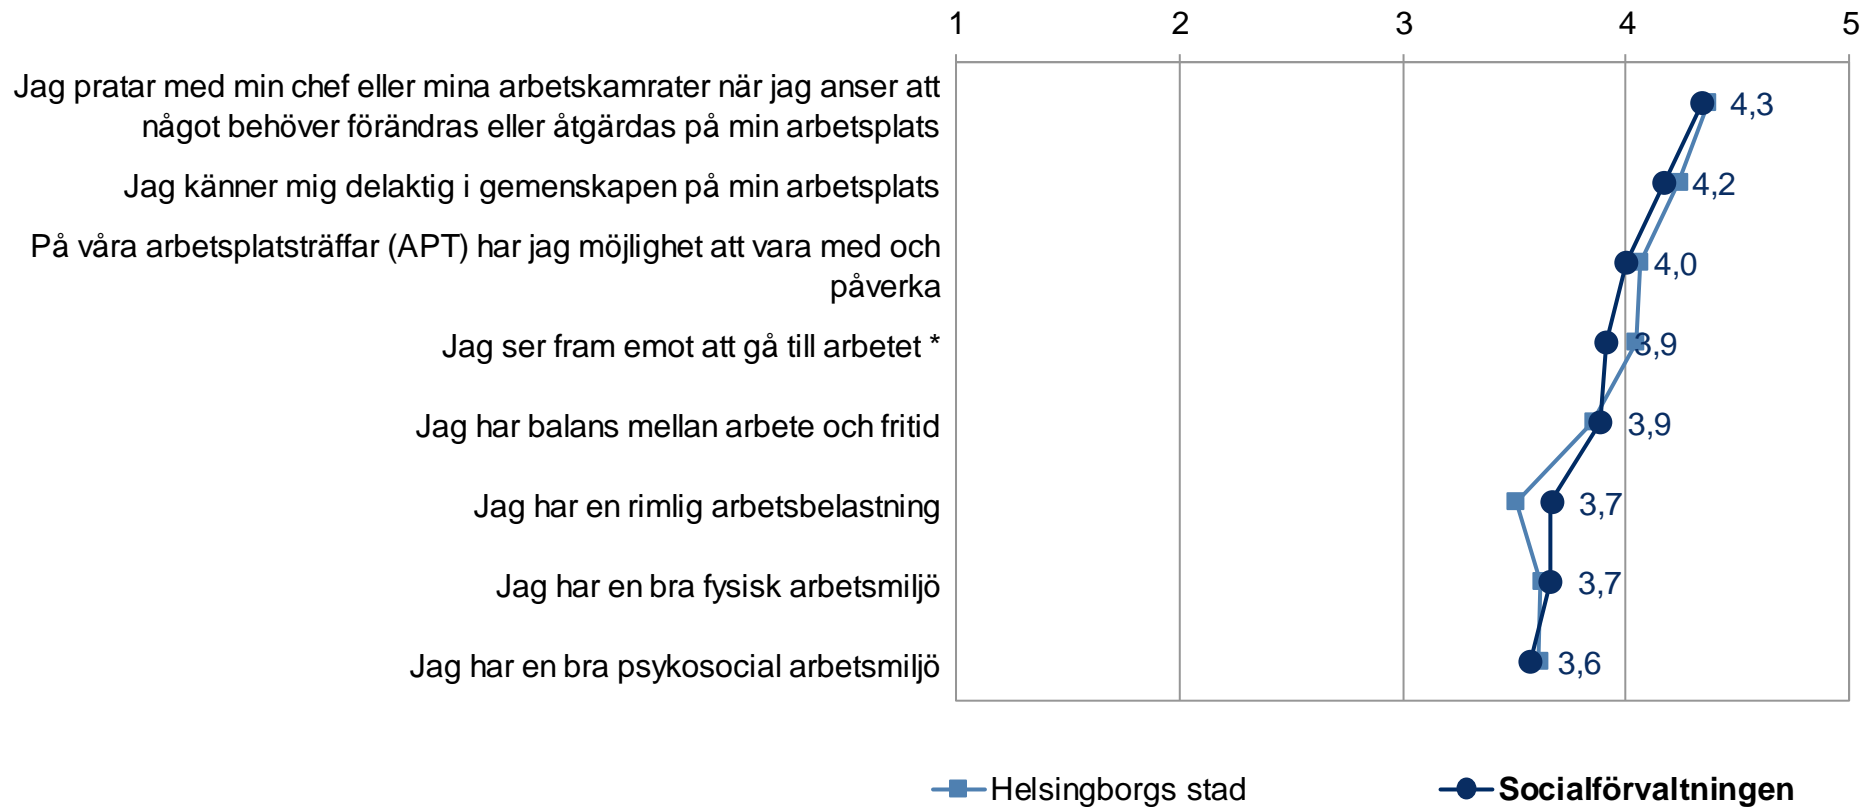 1 2 3 4 5
Jag pratar med min chef eller mina arbetskamrater när jag anser att
något behöver förändras eller åtgärdas på min arbetsplats
4,3
Jag känner mig delaktig i gemenskapen på min arbetsplats
4,2
På våra arbetsplatsträffar (APT) har jag möjlighet att vara med och
påverka
4,0
Jag ser fram emot att gå till arbetet *
3,9
Jag har balans mellan arbete och fritid
3,9
Jag har en rimlig arbetsbelastning
3,7
Jag har en bra fysisk arbetsmiljö
3,7
Jag har en bra psykosocial arbetsmiljö
3,6
Helsingborgs stad
Socialförvaltningen